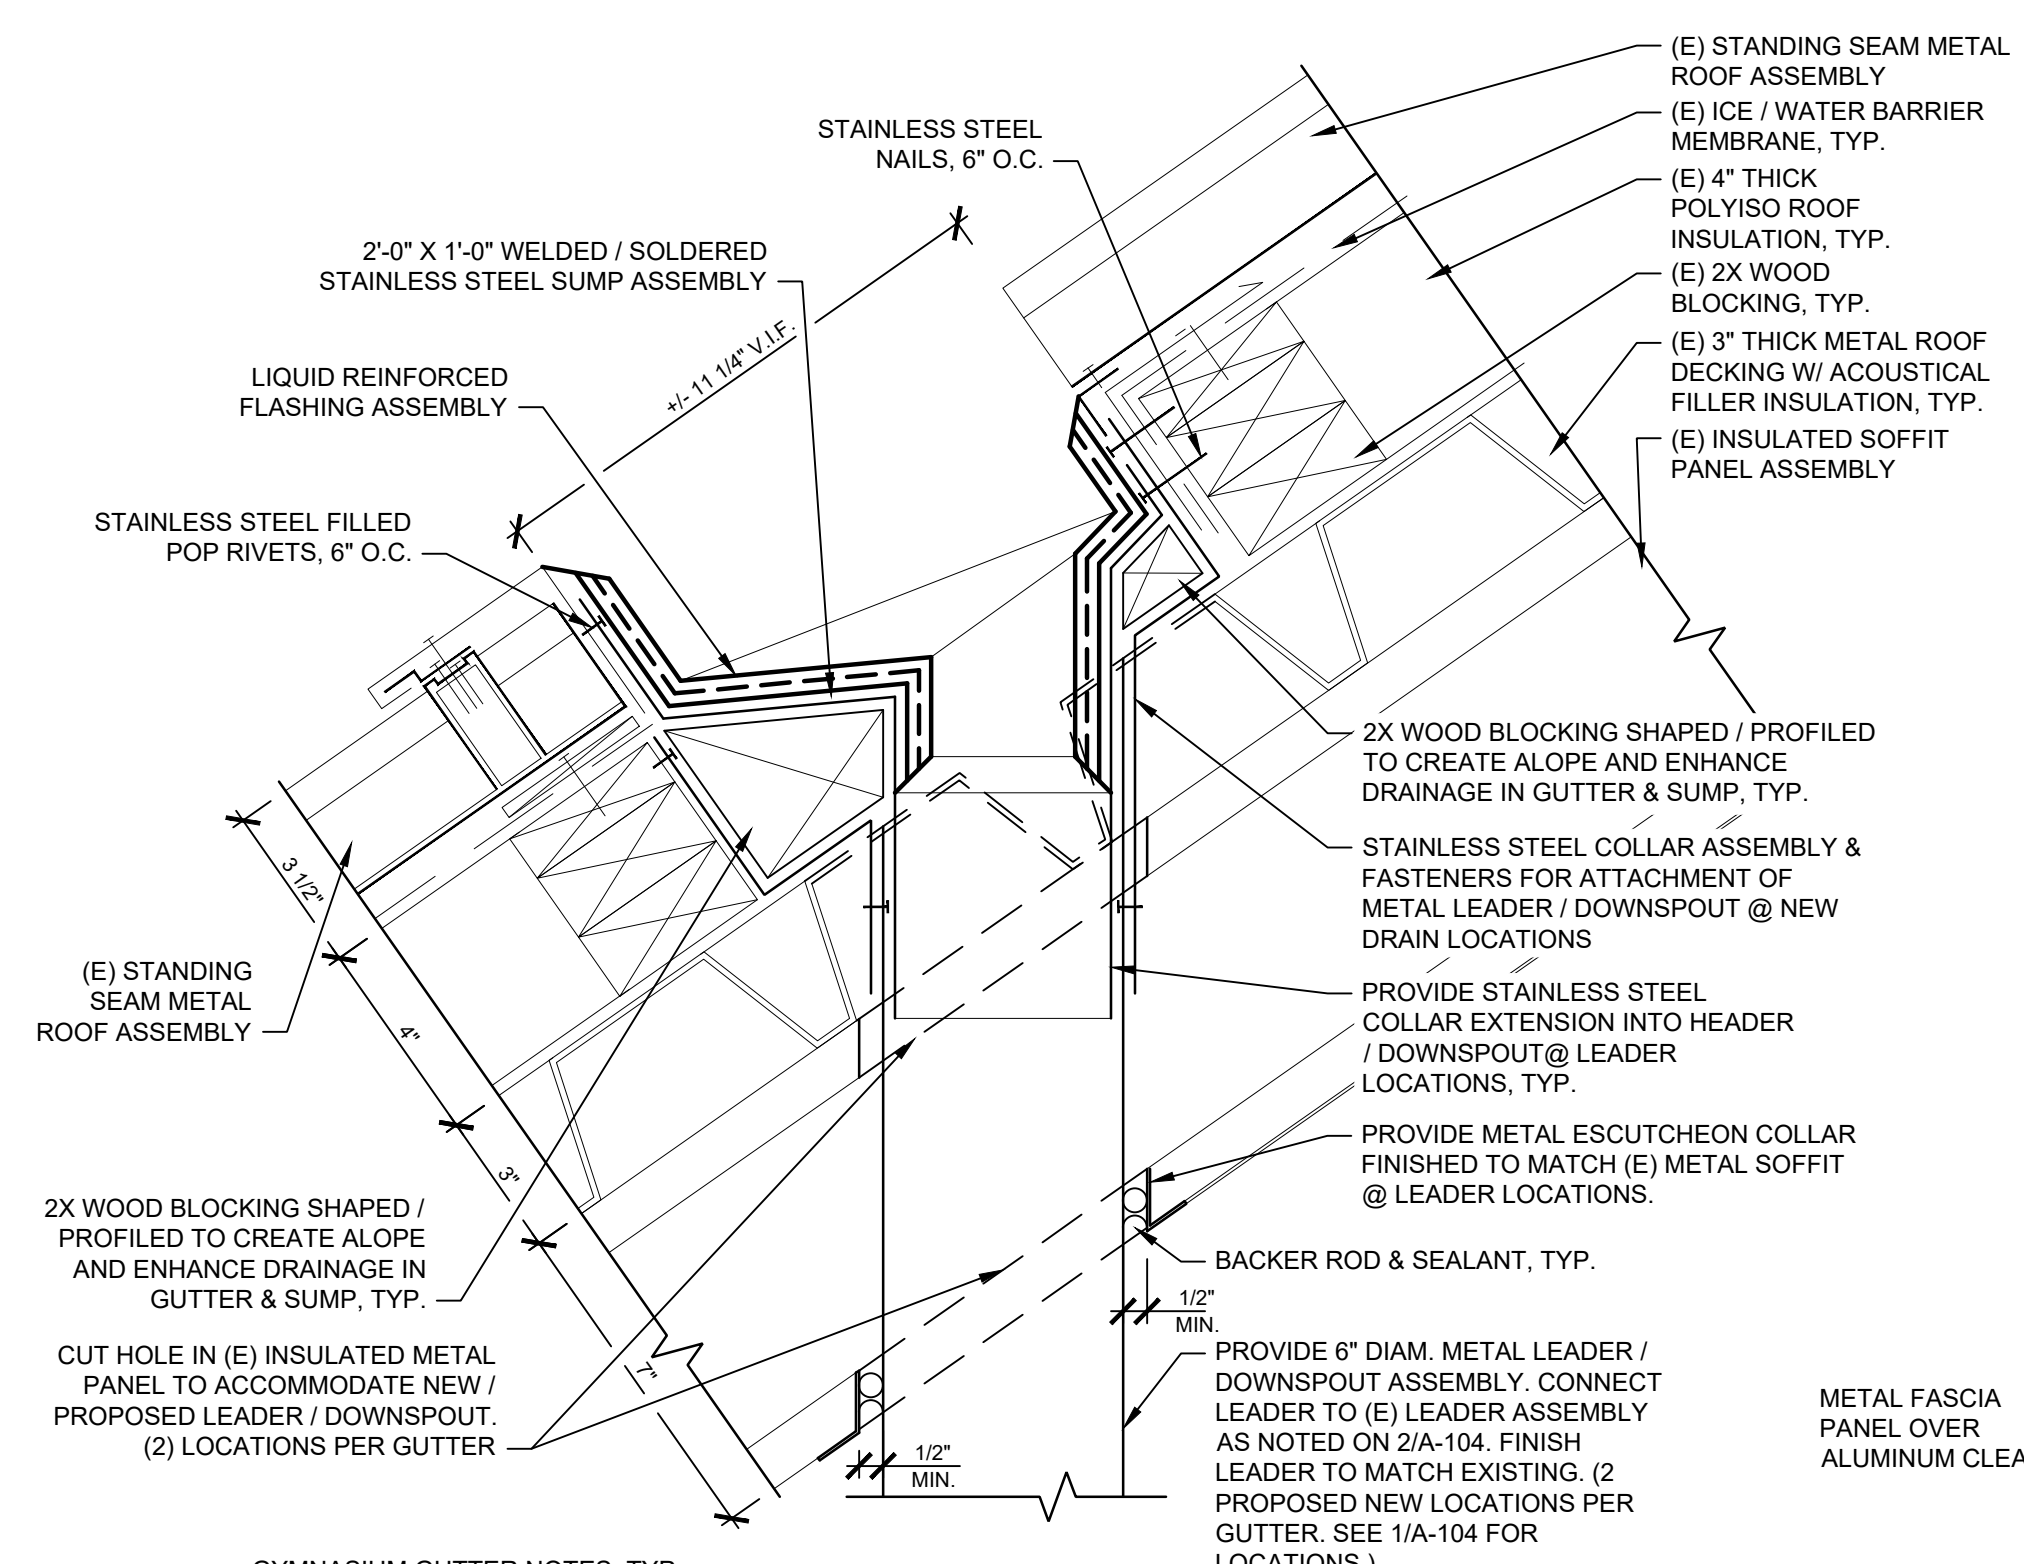 (E) STANDING SEAM METAL
ROOF ASSEMBLY
(E) ICE / WATER BARRIER
MEMBRANE, TYP.
(E) 4" THICK
POLYISO ROOF
INSULATION, TYP.
(E) 2X WOOD
BLOCKING, TYP.
(E) 3" THICK METAL ROOF
DECKING W/ ACOUSTICAL
FILLER INSULATION, TYP.
(E) INSULATED SOFFIT
PANEL ASSEMBLY
STAINLESS STEEL
NAILS, 6" O.C.
2'-0" X 1'-0" WELDED / SOLDERED
STAINLESS STEEL SUMP ASSEMBLY
+/- 11 1/4" V.I.F.
LIQUID REINFORCED
FLASHING ASSEMBLY
STAINLESS STEEL FILLED
POP RIVETS, 6" O.C.
2X WOOD BLOCKING SHAPED / PROFILED
TO CREATE ALOPE AND ENHANCE
DRAINAGE IN GUTTER & SUMP, TYP.
STAINLESS STEEL COLLAR ASSEMBLY &
FASTENERS FOR ATTACHMENT OF
METAL LEADER / DOWNSPOUT @ NEW
DRAIN LOCATIONS
PROVIDE STAINLESS STEEL
COLLAR EXTENSION INTO HEADER
/ DOWNSPOUT@ LEADER
LOCATIONS, TYP.
PROVIDE METAL ESCUTCHEON COLLAR
FINISHED TO MATCH (E) METAL SOFFIT
@ LEADER LOCATIONS.
BACKER ROD & SEALANT, TYP.
1/2"
MIN.
PROVIDE 6" DIAM. METAL LEADER /
DOWNSPOUT ASSEMBLY. CONNECT
LEADER TO (E) LEADER ASSEMBLY
AS NOTED ON 2/A-104. FINISH
LEADER TO MATCH EXISTING. (2
PROPOSED NEW LOCATIONS PER
GUTTER. SEE 1/A-104 FOR
LOCATIONS.)
3 1/2"
4"
3"
7"
(E) STANDING
SEAM METAL
ROOF ASSEMBLY
2X WOOD BLOCKING SHAPED /
PROFILED TO CREATE ALOPE
AND ENHANCE DRAINAGE IN
GUTTER & SUMP, TYP.
CUT HOLE IN (E) INSULATED METAL
PANEL TO ACCOMMODATE NEW /
PROPOSED LEADER / DOWNSPOUT.
(2) LOCATIONS PER GUTTER
1/2"
MIN.
METAL FASCIA
PANEL OVER
ALUMINUM CLEA
GYMNASIUM GUTTER NOTES, TYP